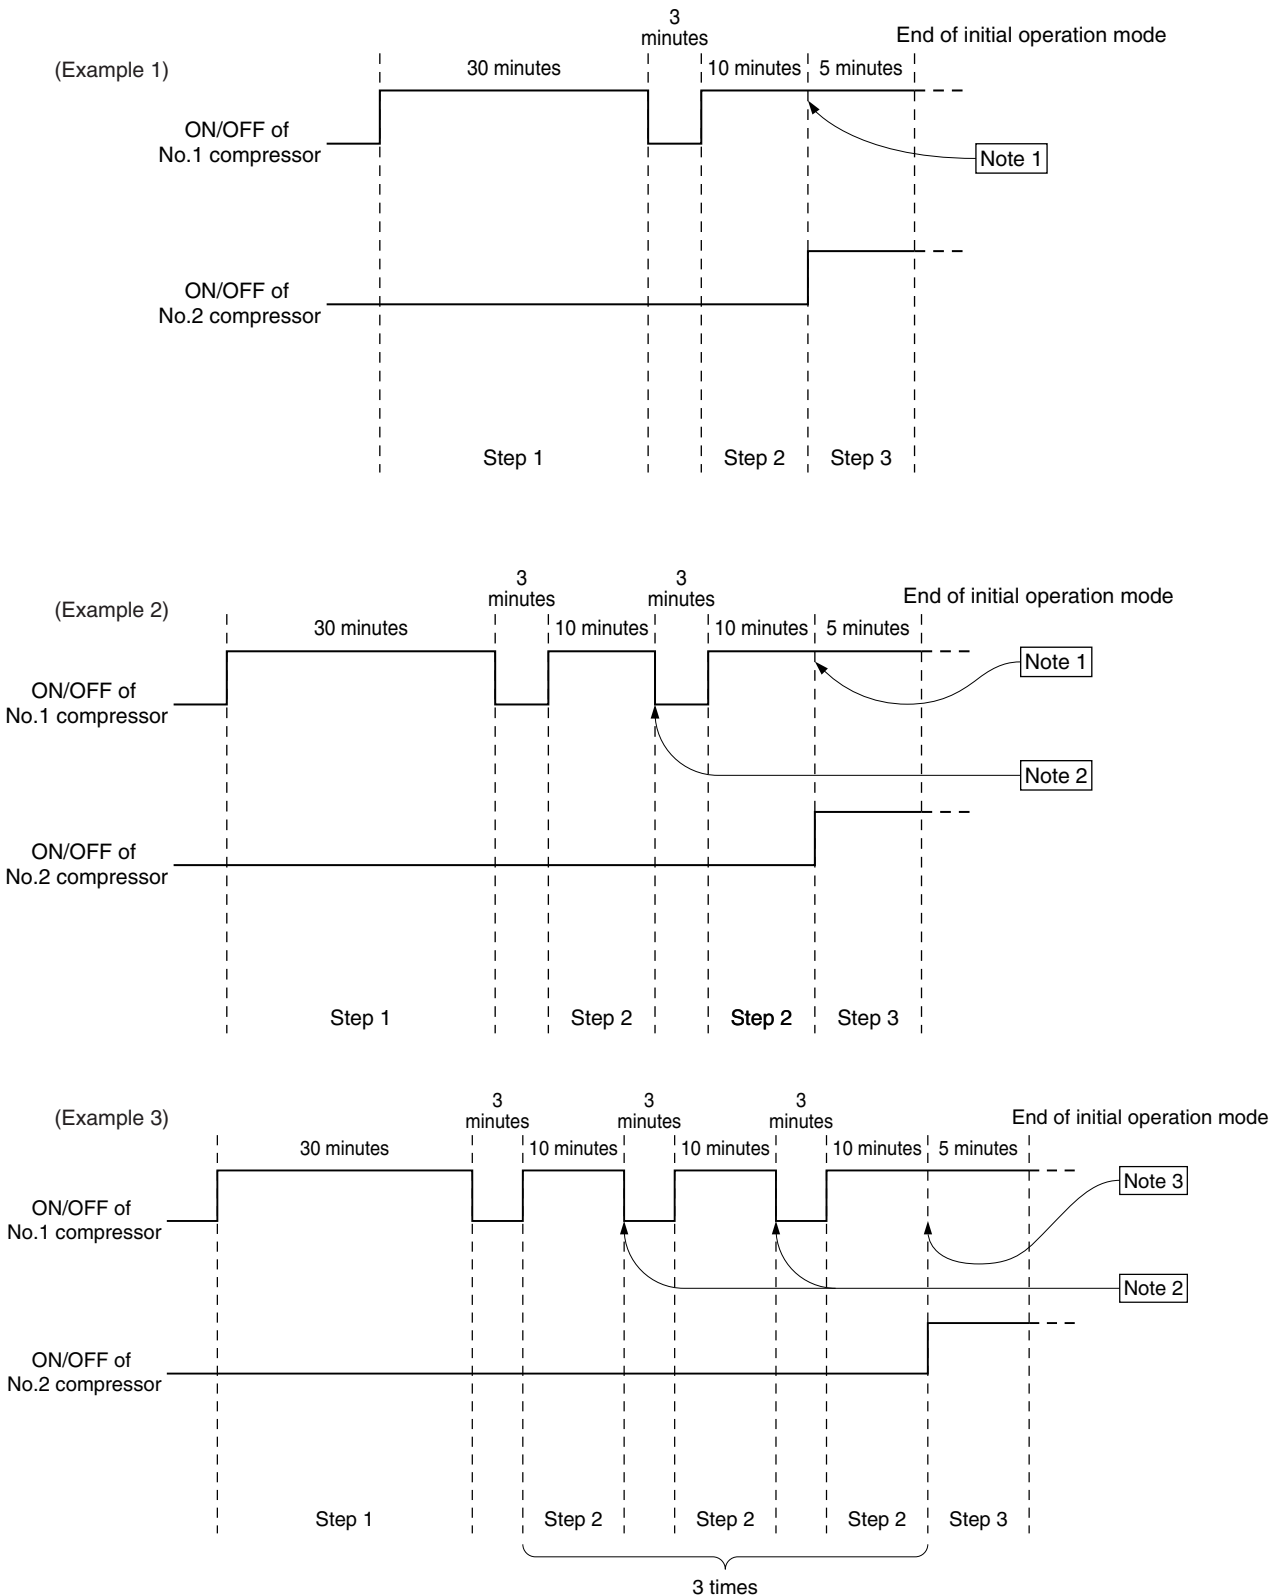 3
minutes
End of initial operation mode
(Example 1)
30 minutes
10 minutes
5 minutes
ON/OFF of
No.1 compressor
Note 1
ON/OFF of
No.2 compressor
Step 1
Step 2
Step 3
3
minutes
3
minutes
End of initial operation mode
(Example 2)
30 minutes
10 minutes
10 minutes
5 minutes
Note 1
ON/OFF of
No.1 compressor
Note 2
ON/OFF of
No.2 compressor
Step 1
Step 2
Step 2
Step 3
3
minutes
3
minutes
3
minutes
End of initial operation mode
(Example 3)
30 minutes
10 minutes
10 minutes
10 minutes
5 minutes
Note 3
ON/OFF of
No.1 compressor
Note 2
ON/OFF of
No.2 compressor
Step 1
Step 2
Step 2
Step 2
Step 3
3 times